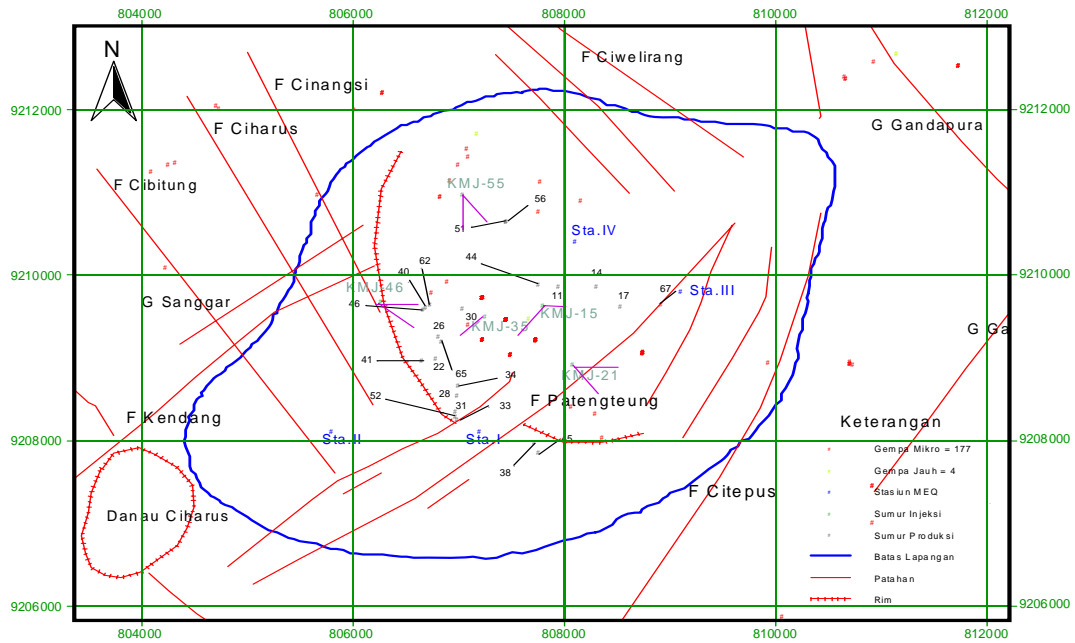 804000 806000 808000 810000 812000
N
F Ciwelirang
F Cinangsi
9212000 9212000
F Ciharus
G Gandapura
F Cibitung
KMJ-55
56
51
Sta.IV
62
44
40
14
9210000 9210000
KMJ-46
67
Sta.III
G Sanggar
46
11
17
30
KMJ-15
26
KMJ-35
G Ga
41
22
65
34
KMJ-21
52
28
31
33
F Patengteung
F Kendang
Keterangan
Sta.II
Sta.I
5
9208000 9208000
Gempa Mikro = 177
38
Gempa Jauh = 4
F Citepus
Stasiun MEQ
Danau Ciharus
Sumur Injeksi
Sumur Produksi
Batas Lapangan
Patahan
Rim
9206000 9206000
804000 806000 808000 810000 812000